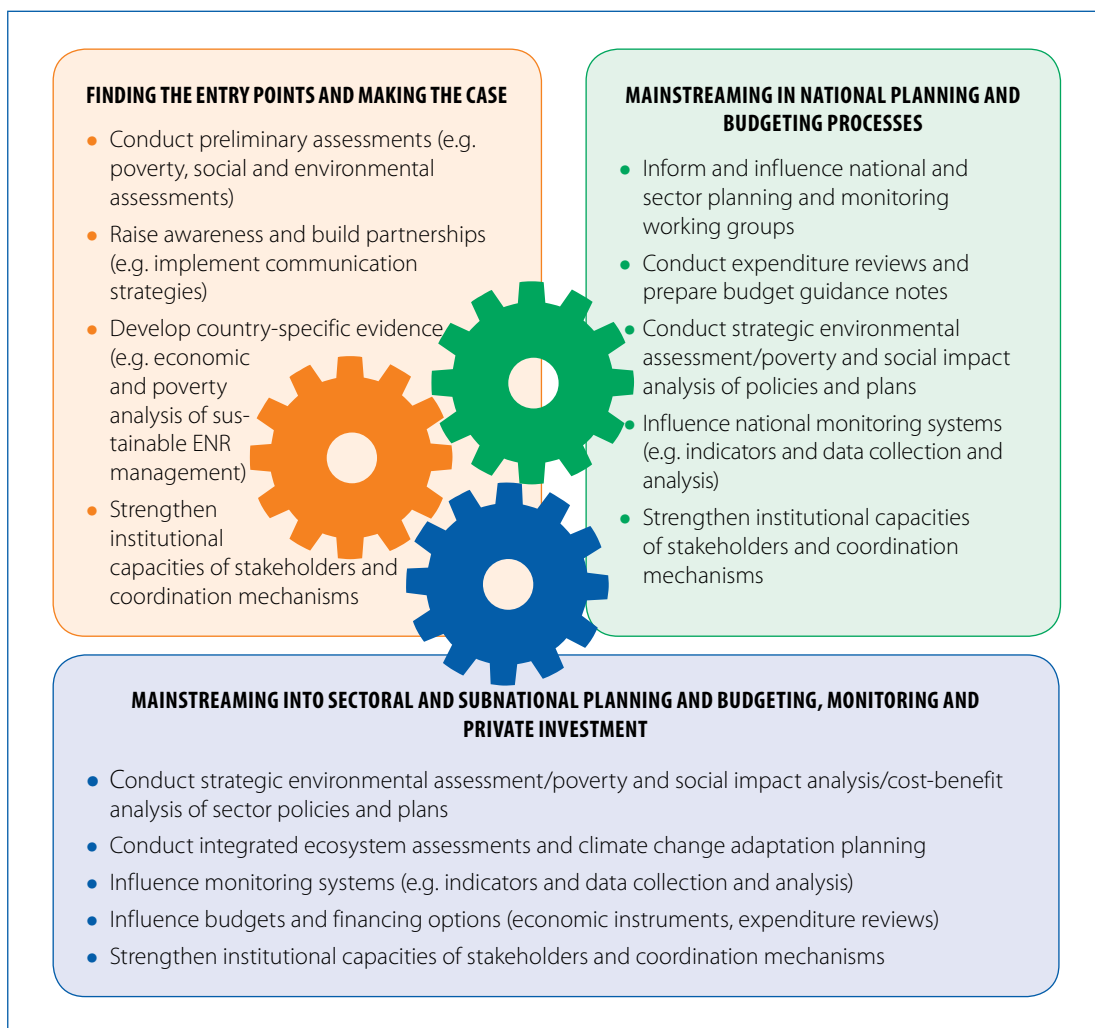 FINDING THE ENTRY POINTS AND MAKING THE CASE
● Conduct preliminary assessments (e.g.
poverty, social and environmental
assessments)
● Raise awareness and build partnerships
(e.g. implement communication
strategies)
● Develop country-specific evidence
(e.g. economic
and poverty
analysis of sus-
tainable ENR
management)
● Strengthen
institutional
capacities of stakeholders and
coordination mechanisms
MAINSTREAMING IN NATIONAL PLANNING AND
BUDGETING PROCESSES
● Inform and influence national and
sector planning and monitoring
working groups
● Conduct expenditure reviews and
prepare budget guidance notes
● Conduct strategic environmental
assessment/poverty and social impact
analysis of policies and plans
● Influence national monitoring systems
(e.g. indicators and data collection and
analysis)
● Strengthen institutional capacities
of stakeholders and coordination
mechanisms
MAINSTREAMING INTO SECTORAL AND SUBNATIONAL PLANNING AND BUDGETING, MONITORING AND
PRIVATE INVESTMENT
● Conduct strategic environmental assessment/poverty and social impact analysis/cost-benefit
analysis of sector policies and plans
● Conduct integrated ecosystem assessments and climate change adaptation planning
● Influence monitoring systems (e.g. indicators and data collection and analysis)
● Influence budgets and financing options (economic instruments, expenditure reviews)
● Strengthen institutional capacities of stakeholders and coordination mechanisms